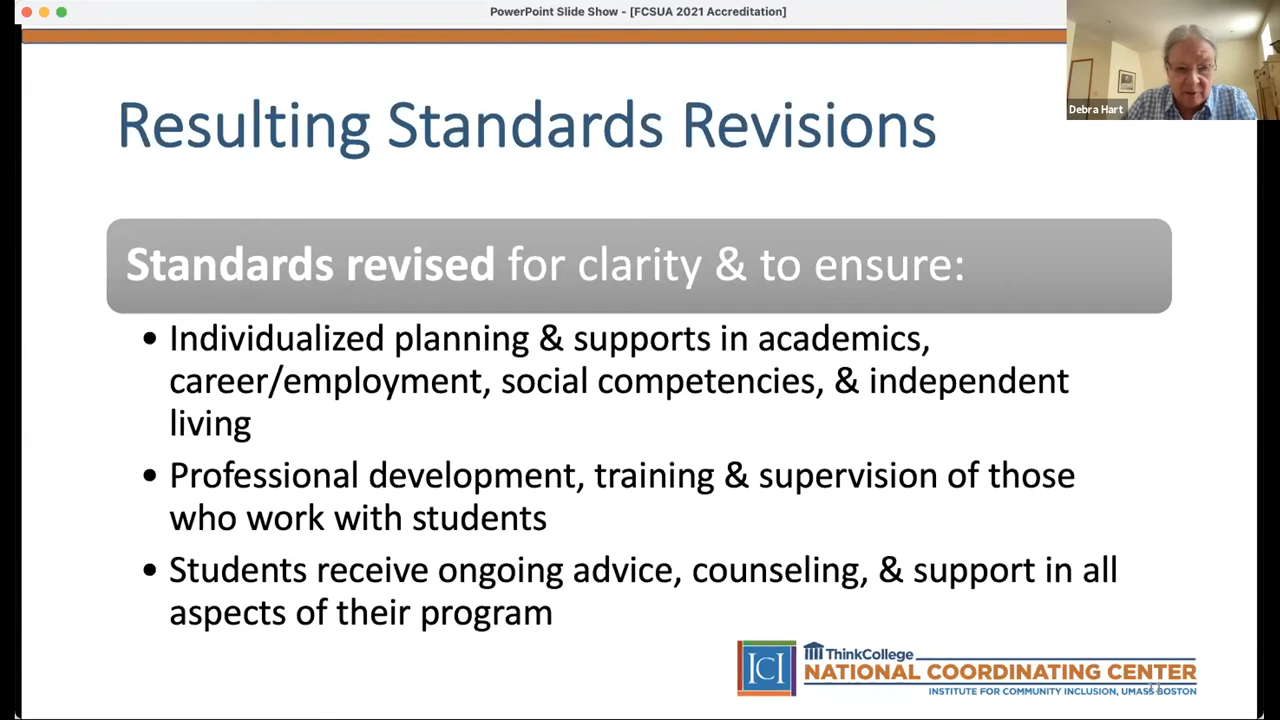 PowerPoint Slide Show - [FCSUA 2021 Accreditation]
Debra Hart
Resulting Standards Revisions
Standards revised for clarity & to ensure:
• Individualized planning & supports in academics,
career/employment, social competencies, & independent
living
• Professional development, training & supervision of those
who work with students
• Students receive ongoing advice, counseling, & support in all
aspects of their program
ICI
ThinkCollege
NATIONAL COORDINATING CENTER
INSTITUTE FOR COMMUNITY INCLUSION, UMASS BOSTON